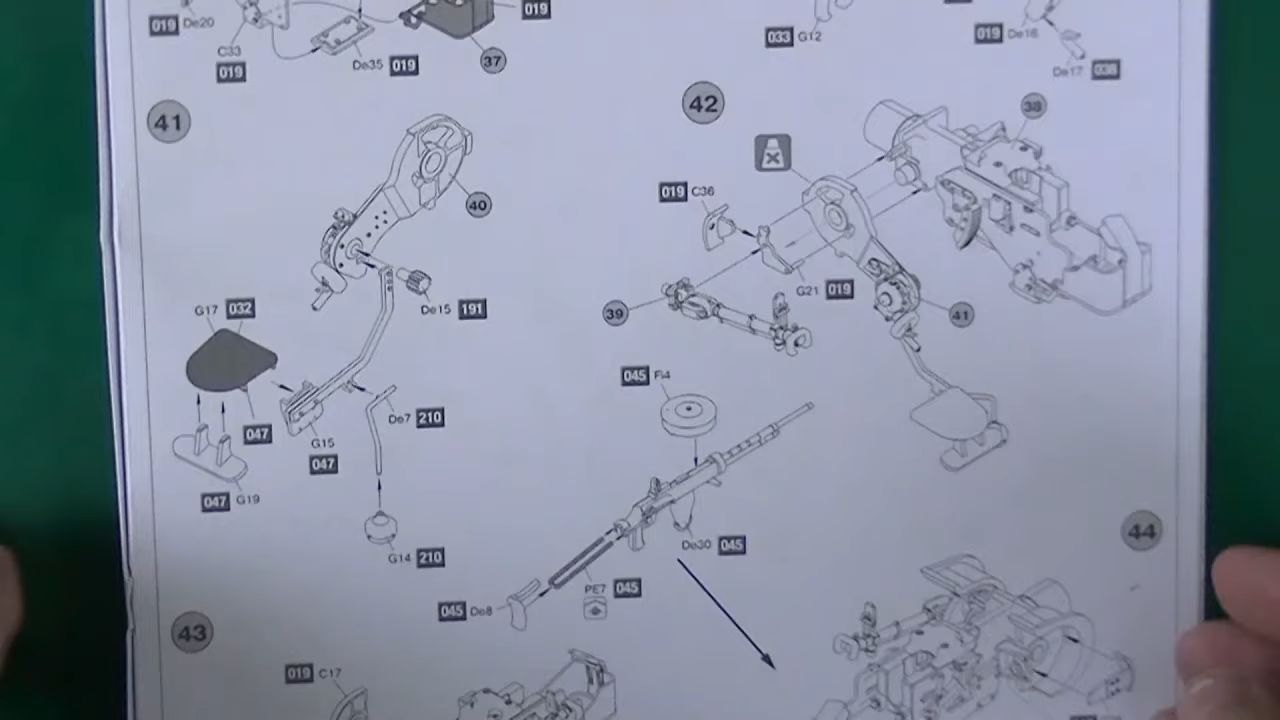 019 De20
C33
019
De35 019
37
019
033 G12
019 De16
De17
41
40
De15 191
G17 032
047
De7 210
G15
047
047 G19
G14 210
42
38
019 C36
G21 019
39
41
045 Fi4
De30 045
PE7 045
045 De8
43
019 C17
44